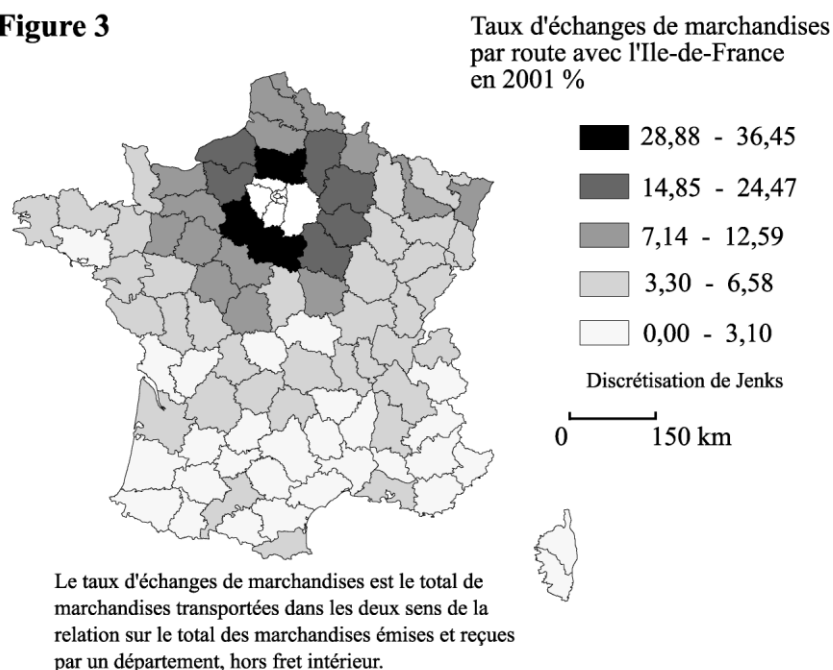 Figure 3
Taux d'échanges de marchandises
par route avec l'Ile-de-France
en 2001 %
28,88 - 36,45
14,85 - 24,47
7,14 - 12,59
3,30 - 6,58
0,00 - 3,10
Discrétisation de Jenks
0 150 km
Le taux d'échanges de marchandises est le total de
marchandises transportées dans les deux sens de la
relation sur le total des marchandises émises et reçues
par un département, hors fret intérieur.